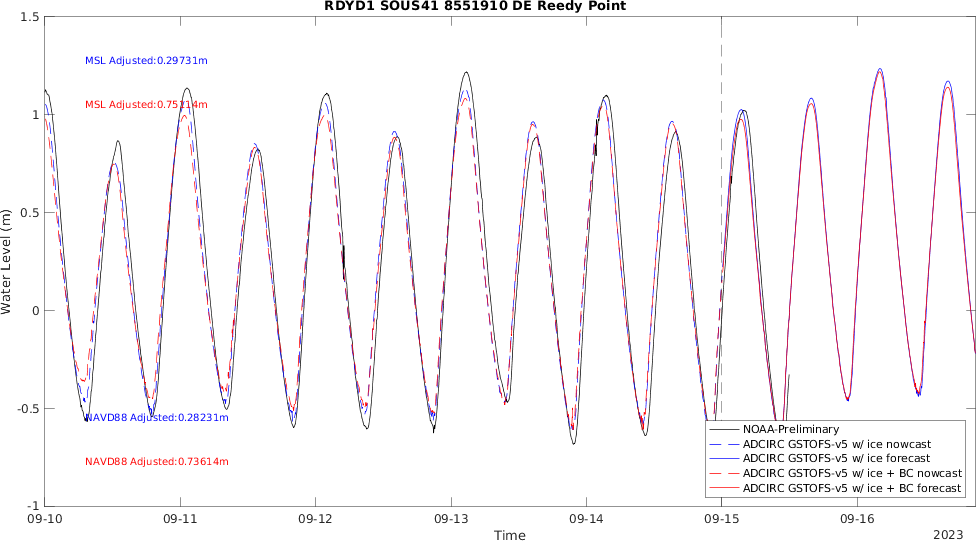 RDYD1 SOUS41 8551910 DE Reedy Point
1.5
1
0.5
0
-0.5
-1
Water Level (m)
MSL Adjusted:0.29731m
MSL Adjusted:0.75114m
NAVD88 Adjusted:0.28231m
NAVD88 Adjusted:0.73614m
NOAA-Preliminary
ADCIRC GSTOFS-v5 w/ ice nowcast
ADCIRC GSTOFS-v5 w/ ice forecast
ADCIRC GSTOFS-v5 w/ ice + BC nowcast
ADCIRC GSTOFS-v5 w/ ice + BC forecast
09-10 09-11 09-12 09-13 09-14 09-15 09-16
Time
2023